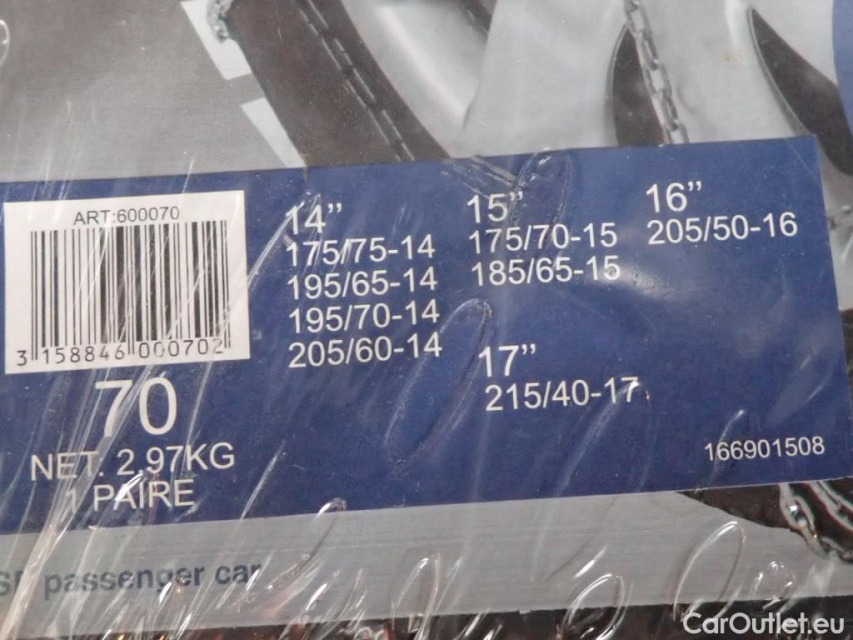 ART:600070
3 158846 000702
70
NET. 2.97KG
1 PAIRE
14”
175/75-14
195/65-14
195/70-14
205/60-14
15”
175/70-15
185/65-15
16”
205/50-16
17”
215/40-17
166901508
passenger car
CarOutlet.eu